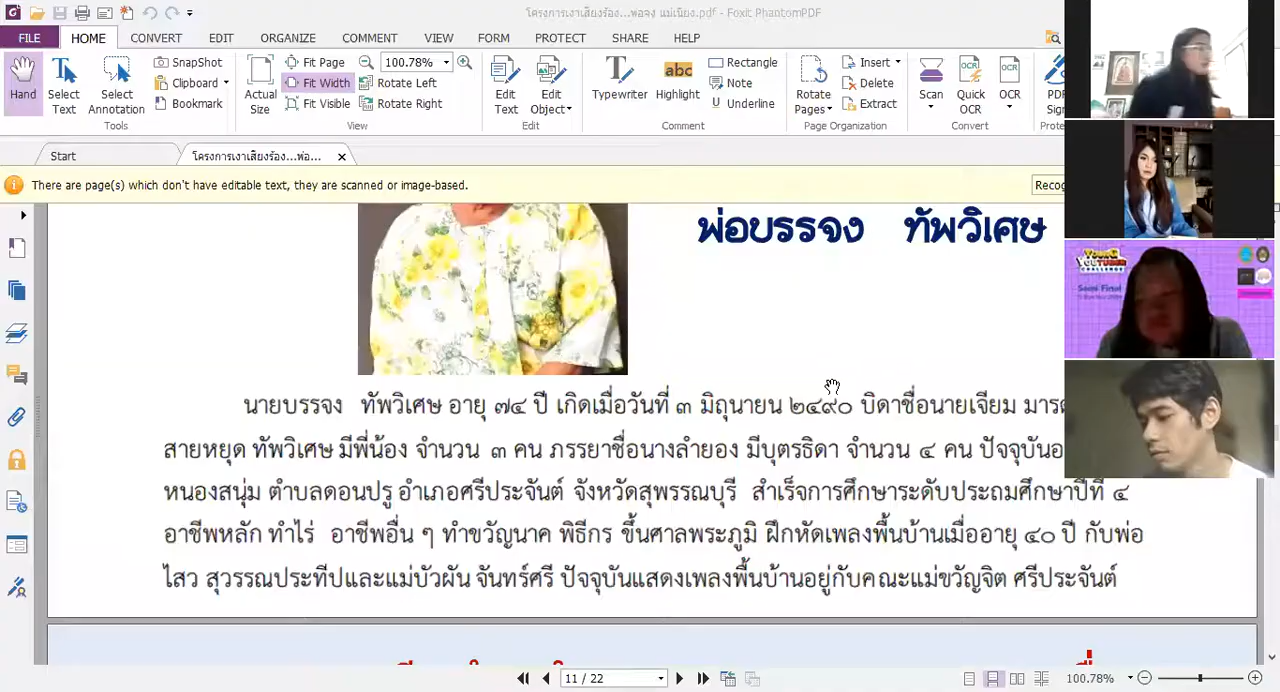 โครงการเงาเสียงร้อง...พ่อจง แม่เนียง.pdf - Foxit PhantomPDF
FILE HOME CONVERT EDIT ORGANIZE COMMENT VIEW FORM PROTECT SHARE HELP
SnapShot Fit Page 100.78% Rectangle Insert
Clipboard Fit Width Rotate Left Note Delete
Bookmark Fit Visible Rotate Right Underline Extract
Hand Select Text Select Annotation Actual Size Edit Text Edit Object Typewriter Highlight Rotate Pages Scan Quick OCR OCR PDF Sign
Tools View Edit Comment Page Organization Convert
Start โครงการเงาเสียงร้อง...พ่อ...
There are page(s) which don't have editable text, they are scanned or image-based.
พ่อบรรจง ทัพวิเศษ
นายบรรจง ทัพวิเศษ อายุ ๗๔ ปี เกิดเมื่อวันที่ ๓ มิถุนายน ๒๔๙๐ บิดาชื่อนายเจียม
สายหยุด ทัพวิเศษ มีพี่น้อง จำนวน ๓ คน ภรรยาชื่อนางลำยอง มีบุตรธิดา จำนวน ๔ คน
หนองสนุ่ม ตำบลดอนปรู อำเภอศรีประจันต์ จังหวัดสุพรรณบุรี สำเร็จการศึกษาระดับประถมศึกษาปีที่ ๔
อาชีพหลัก ทำไร่ อาชีพอื่น ๆ ทำขวัญนาค พิธีกร ขึ้นศาลพระภูมิ ฝึกหัดเพลงพื้นบ้านเมื่ออายุ ๔๐ ปี กับพ่อ
ไสว สุวรรณประทีปและแม่บัวผัน จันทร์ศรี ปัจจุบันแสดงเพลงพื้นบ้านอยู่กับคณะแม่ขวัญจิต ศรีประจันต์
YOUNG YOUTUBER CHALLENGE
Semi Final
11 / 22
100.78%